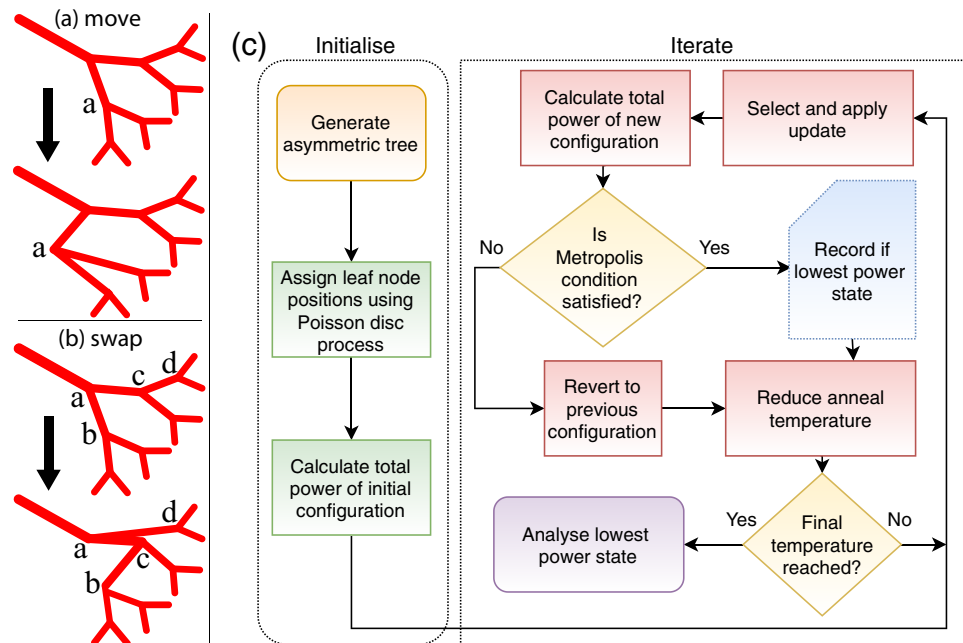 (a) move
a
a
(b) swap
a
b
c
d
a
b
c
d
(c)
Initialise
Generate
asymmetric tree
Assign leaf node
positions using
Poisson disc
process
Calculate total
power of initial
configuration
Iterate
Select and apply
update
Calculate total
power of new
configuration
Is
Metropolis
condition
satisfied?
No
Yes
Record if
lowest power
state
Revert to
previous
configuration
Reduce anneal
temperature
Final
temperature
reached?
Yes
No
Analyse lowest
power state